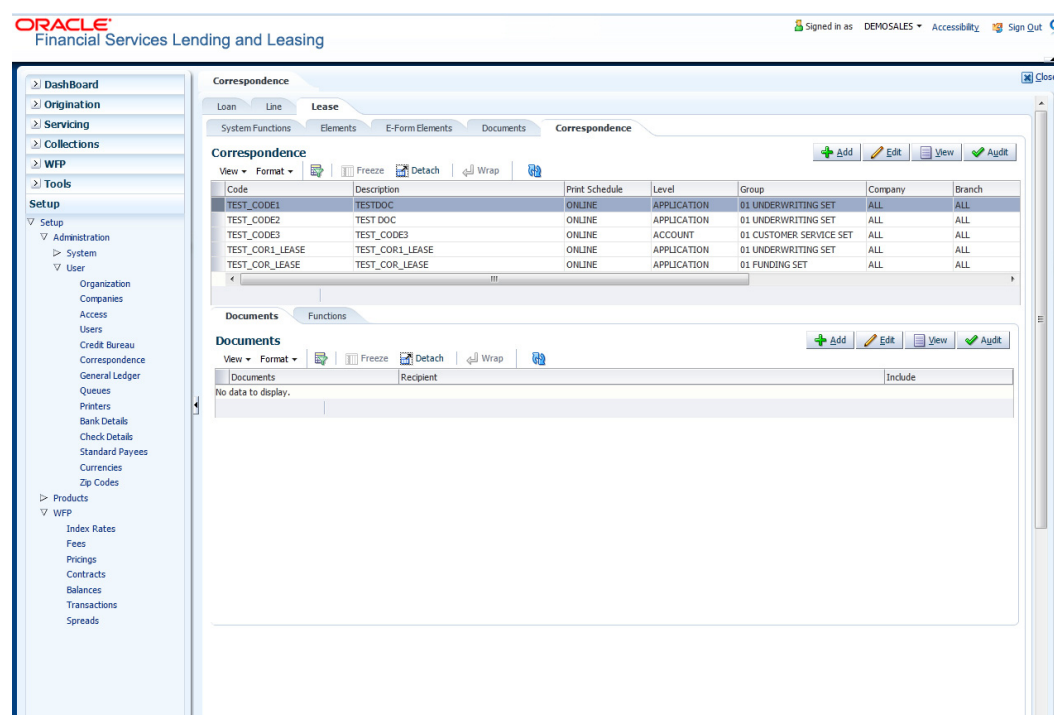 ORACLE
Financial Services Lending and Leasing
Signed in as DEMOSALES Accessibility Sign Out
DashBoard
Origination
Servicing
Collections
WFP
Tools
Setup
Setup
Administration
System
User
Organization
Companies
Access
Users
Credit Bureau
Correspondence
General Ledger
Queues
Printers
Bank Details
Check Details
Standard Payees
Currencies
Zip Codes
Products
WFP
Index Rates
Fees
Pricings
Contracts
Balances
Transactions
Spreads
Correspondence
Close
Loan Line Lease
System Functions Elements E-Form Elements Documents Correspondence
Correspondence
Add Edit View Audit
View Format Freeze Detach Wrap
Code Description Print Schedule Level Group Company Branch
TEST_CODE1 TESTDOC ONLINE APPLICATION 01 UNDERWRITING SET ALL ALL
TEST_CODE2 TEST DOC ONLINE APPLICATION 01 UNDERWRITING SET ALL ALL
TEST_CODE3 TEST_CODE3 ONLINE ACCOUNT 01 CUSTOMER SERVICE SET ALL ALL
TEST_COR1_LEASE TEST_COR1_LEASE ONLINE APPLICATION 01 UNDERWRITING SET ALL ALL
TEST_COR_LEASE TEST_COR_LEASE ONLINE APPLICATION 01 FUNDING SET ALL ALL
Documents Functions
Documents
Add Edit View Audit
View Format Freeze Detach Wrap
Documents Recipient Include
No data to display.